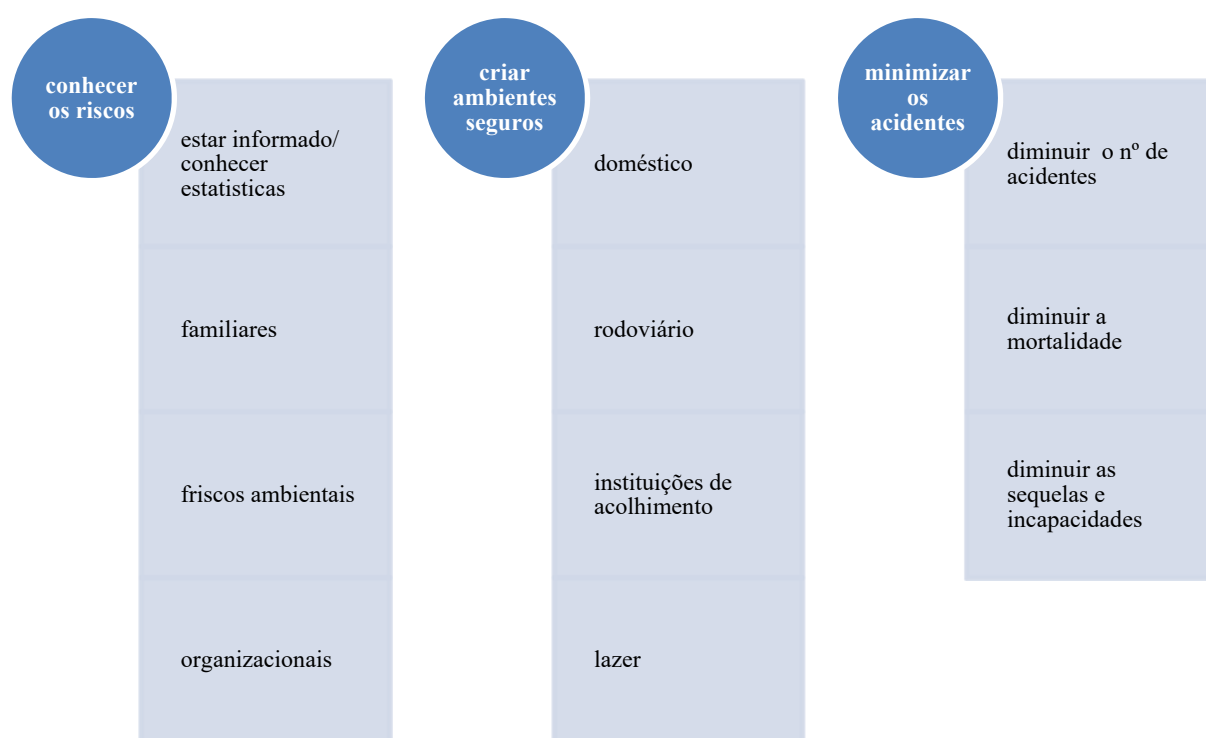 conhecer
os riscos
estar informado/
conhecer
estatisticas
familiares
friscos ambientais
organizacionais
criar
ambientes
seguros
doméstico
rodoviário
instituições de
acolhimento
lazer
minimizar
os
acidentes
diminuir o nº de
acidentes
diminuir a
mortalidade
diminuir as
sequelas e
incapacidades